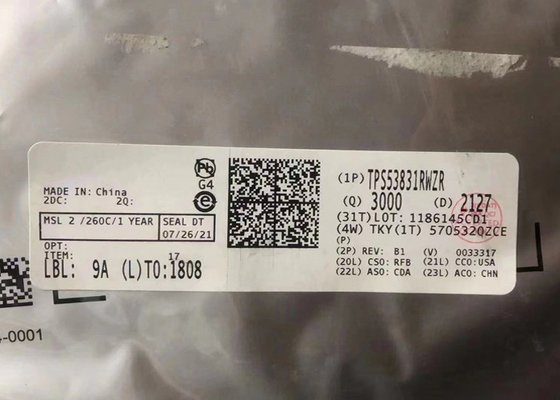 MADE IN: China
2DC: 2Q:
MSL 2 /260C/1 YEAR SEAL DT
07/26/21
OPT:
ITEM: 17
LBL: 9A (L)TO:1808
Pb
G4
e
(1P) TPS53831RWZR
(Q) 3000 (D) 2127
(31T)LOT: 1186145CD1
(4W) TKY(1T) 5705320ZCE
(P)
(2P) REV: B1 (V) 0033317
(20L) CSO: RFB (21L) CCO:USA
(22L) ASO: CDA (23L) ACO: CHN
-0001